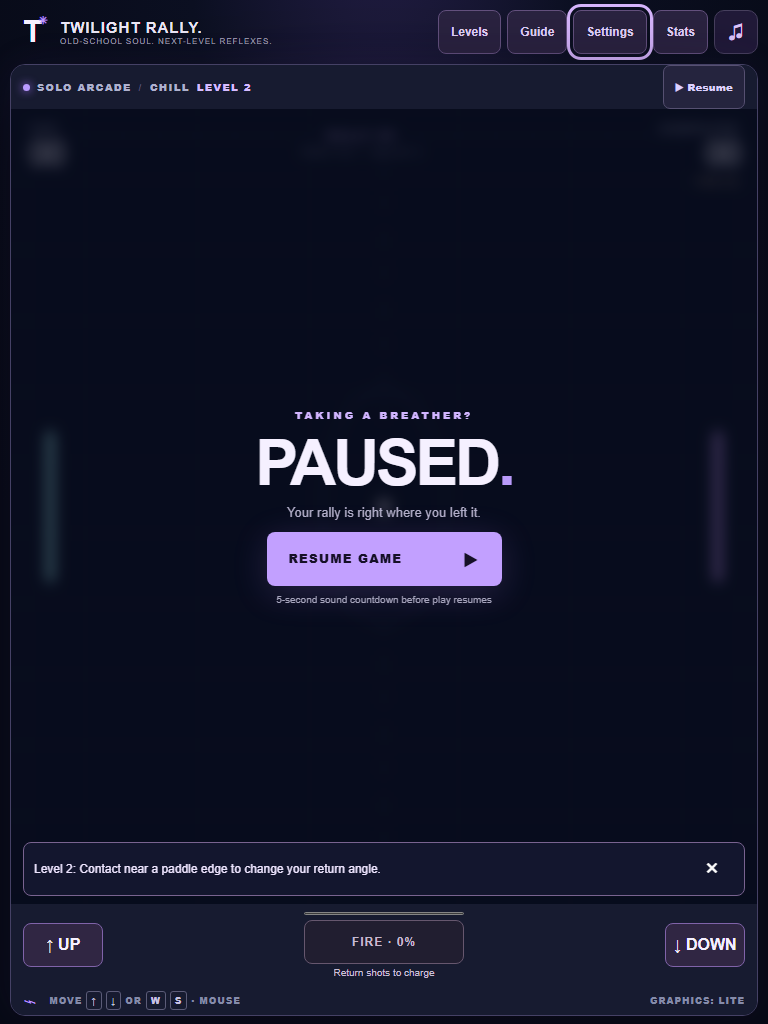 T* TWILIGHT RALLY.
OLD-SCHOOL SOUL. NEXT-LEVEL REFLEXES.
Levels Guide Settings Stats ♫
SOLO ARCADE / CHILL LEVEL 2 ▶ Resume
TAKING A BREATHER?
PAUSED.
Your rally is right where you left it.
RESUME GAME ▶
5-second sound countdown before play resumes
Level 2: Contact near a paddle edge to change your return angle. ✕
↑ UP FIRE · 0% ↓ DOWN
Return shots to charge
MOVE ↑ ↓ OR W S · MOUSE GRAPHICS: LITE